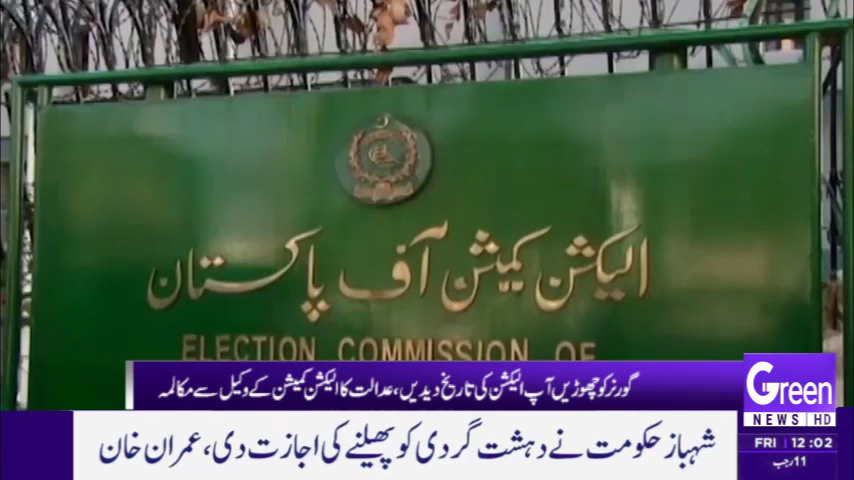 الیکشن کمیشن آف پاکستان
ELECTION COMMISSION OF
گورنر کو چھوڑیں آپ الیکشن کی تاریخ دیدیں، عدالت کا الیکشن کمیشن کے وکیل سے مکالمہ
شہباز حکومت نے دہشت گردی کو پھیلنے کی اجازت دی، عمران خان
Green
NEWS HD
FRI 12:02
11 رجب